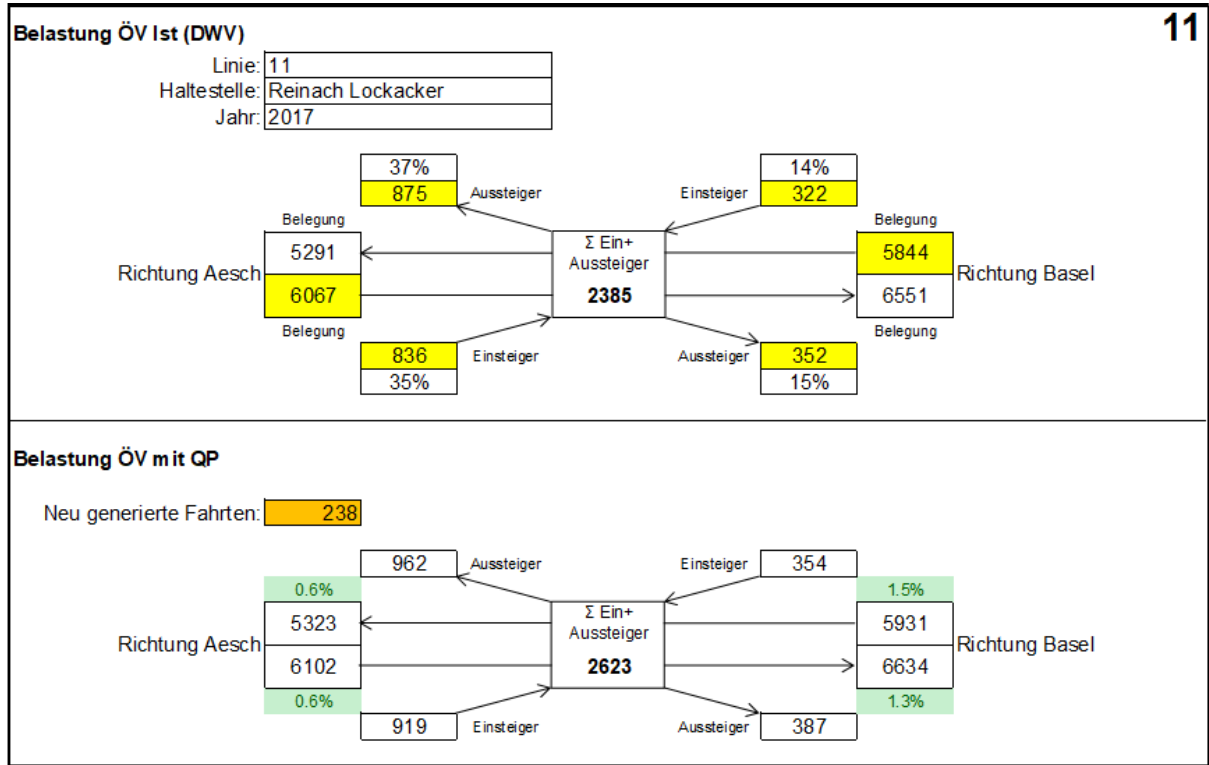 11
Belastung ÖV Ist (DWV)
Linie: 11
Haltestelle: Reinach Lockacker
Jahr: 2017
37% 14%
875 Aussteiger Einsteiger 322
Belegung Belegung
Σ Ein+
Aussteiger
2385
Richtung Aesch 5291 5844 Richtung Basel
6067 6551
Belegung Belegung
836 Einsteiger Aussteiger 352
35% 15%
Belastung ÖV mit QP
Neu generierte Fahrten: 238
962 Aussteiger Einsteiger 354
0.6% 1.5%
Σ Ein+
Aussteiger
2623
Richtung Aesch 5323 5931 Richtung Basel
6102 6634
0.6% 1.3%
919 Einsteiger Aussteiger 387